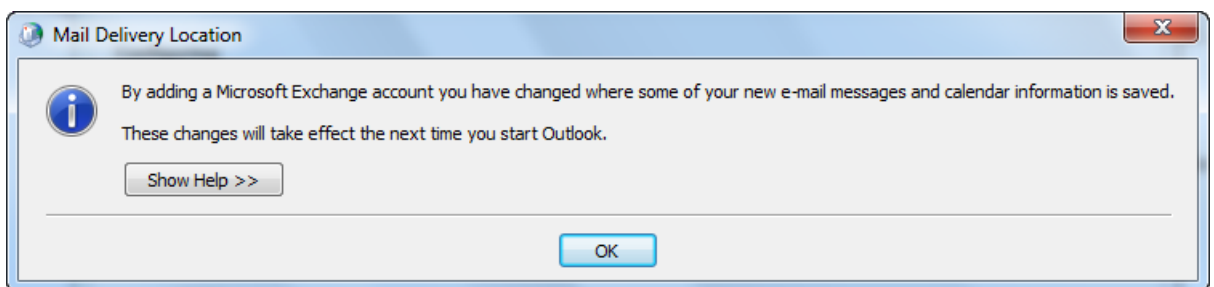 Mail Delivery Location
By adding a Microsoft Exchange account you have changed where some of your new e-mail messages and calendar information is saved.
These changes will take effect the next time you start Outlook.
Show Help >>
OK